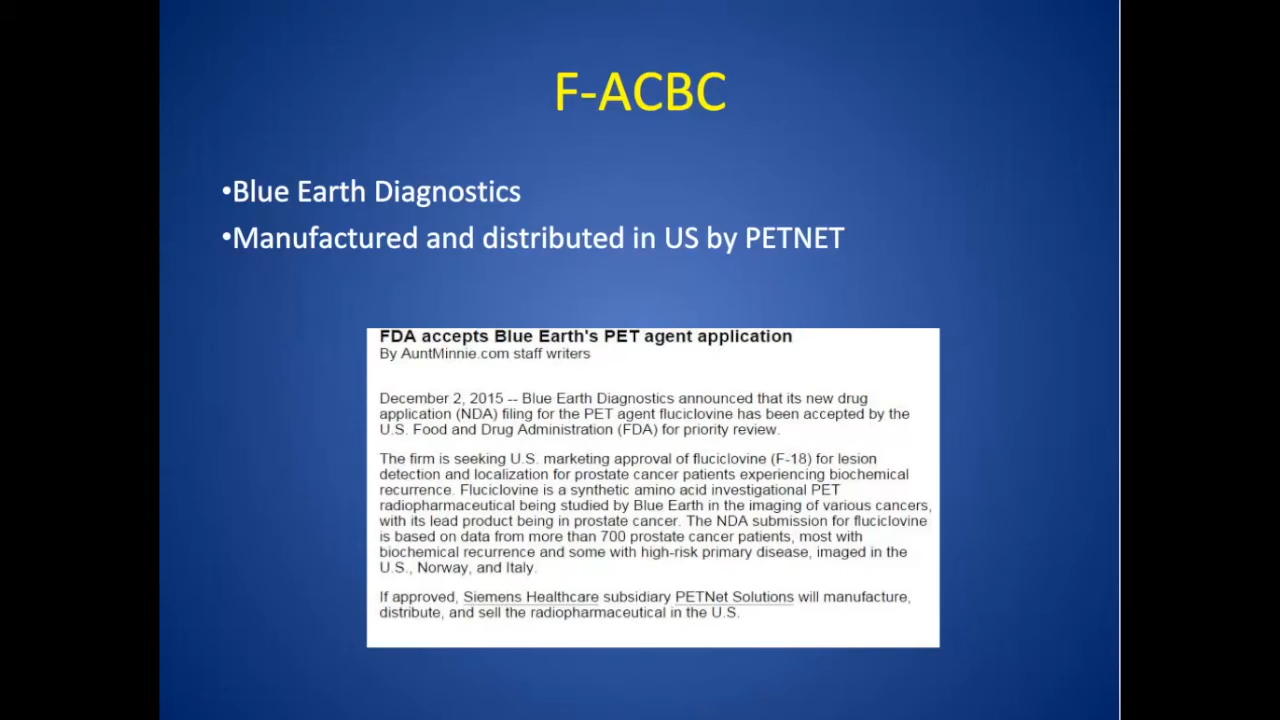 F-ACBC
•Blue Earth Diagnostics
•Manufactured and distributed in US by PETNET
FDA accepts Blue Earth's PET agent application
By AuntMinnie.com staff writers
December 2, 2015 -- Blue Earth Diagnostics announced that its new drug
application (NDA) filing for the PET agent fluciclovine has been accepted by the
U.S. Food and Drug Administration (FDA) for priority review.
The firm is seeking U.S. marketing approval of fluciclovine (F-18) for lesion
detection and localization for prostate cancer patients experiencing biochemical
recurrence. Fluciclovine is a synthetic amino acid investigational PET
radiopharmaceutical being studied by Blue Earth in the imaging of various cancers,
with its lead product being in prostate cancer. The NDA submission for fluciclovine
is based on data from more than 700 prostate cancer patients, most with
biochemical recurrence and some with high-risk primary disease, imaged in the
U.S., Norway, and Italy.
If approved, Siemens Healthcare subsidiary PETNet Solutions will manufacture,
distribute, and sell the radiopharmaceutical in the U.S.